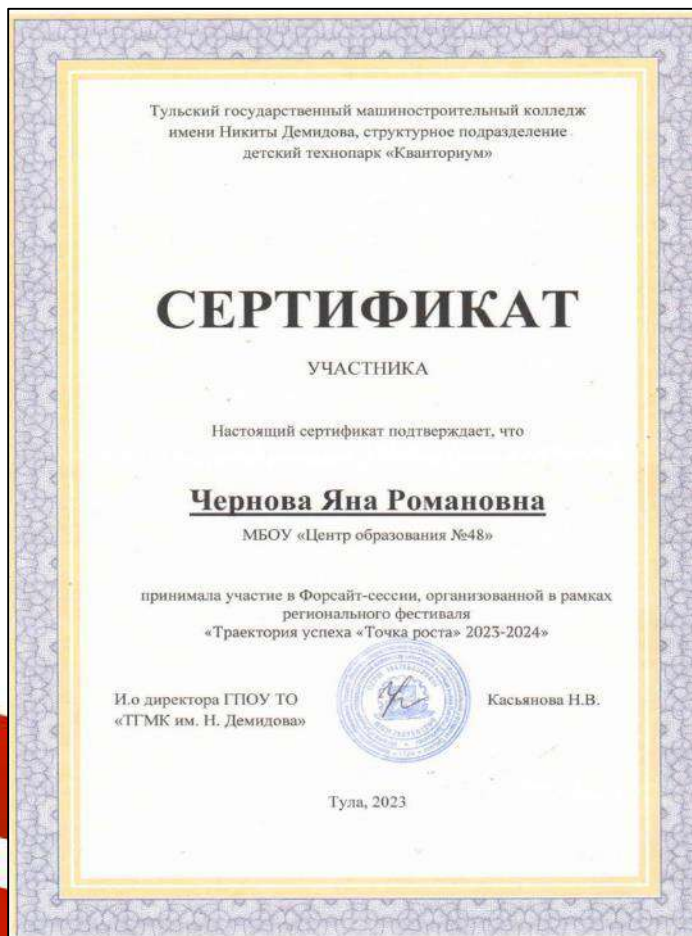 Тульский государственный машиностроительный колледж
имени Никиты Демидова, структурное подразделение
детский технопарк «Кванториум»
СЕРТИФИКАТ
УЧАСТНИКА
Настоящий сертификат подтверждает, что
Чернова Яна Романовна
МБОУ «Центр образования №48»
принимала участие в Форсайт-сессии, организованной в рамках
регионального фестиваля
«Траектория успеха «Точка роста» 2023-2024»
И.о директора ГПОУ ТО
«ТГМК им. Н. Демидова»
Касьянова Н.В.
Тула, 2023